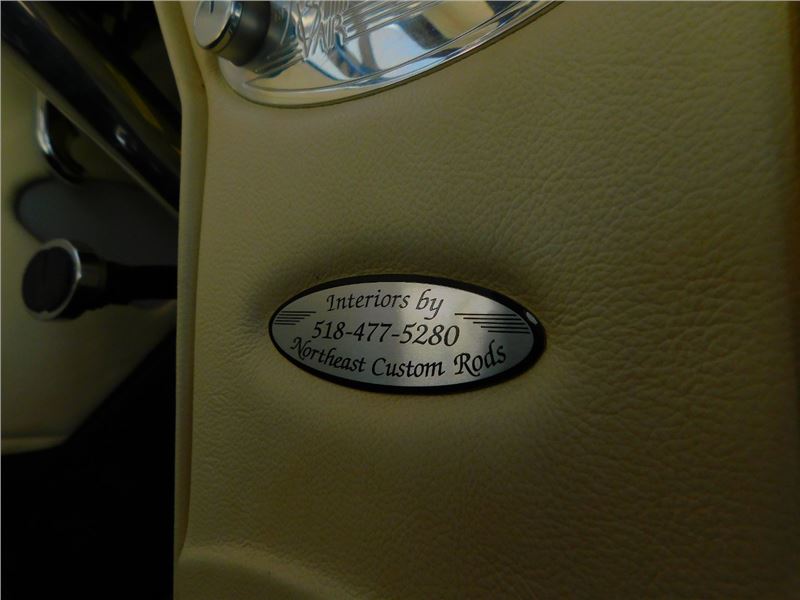 Interiors by
518-477-5280
Northeast Custom Rods